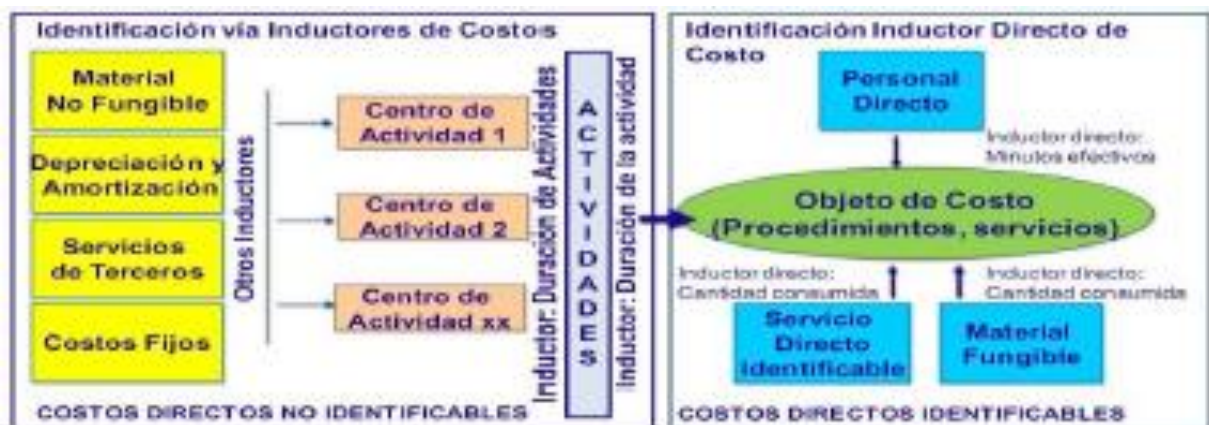 Identificación vía Inductores de Costos
Material
No Fungible
Depreciación y
Amortización
Servicios
de Terceros
Costos Fijos
Otros Inductores
Centro de
Actividad 1
Centro de
Actividad 2
Centro de
Actividad xx
Inductor: Duración de Actividades
ACTIVIDADES
Inductor: Duración de la actividad
COSTOS DIRECTOS NO IDENTIFICABLES
Identificación Inductor Directo de
Costo
Personal
Directo
Inductor directo:
Minutos efectivos
Objeto de Costo
(Procedimientos, servicios)
Inductor directo:
Cantidad consumida
Inductor directo:
Cantidad consumida
Servicio
Directo
identificable
Material
Fungible
COSTOS DIRECTOS IDENTIFICABLES